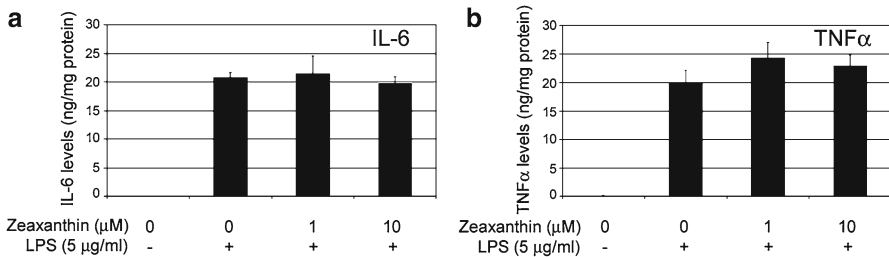 a
IL-6
IL-6 levels (ng/mg protein)
30
25
20
15
10
5
0
Zeaxanthin (μM) 0 0 1 10
LPS (5 μg/ml) - + + +
b
TNFα
TNFα levels (ng/mg protein)
30
25
20
15
10
5
0
Zeaxanthin (μM) 0 0 1 10
LPS (5 μg/ml) - + + +